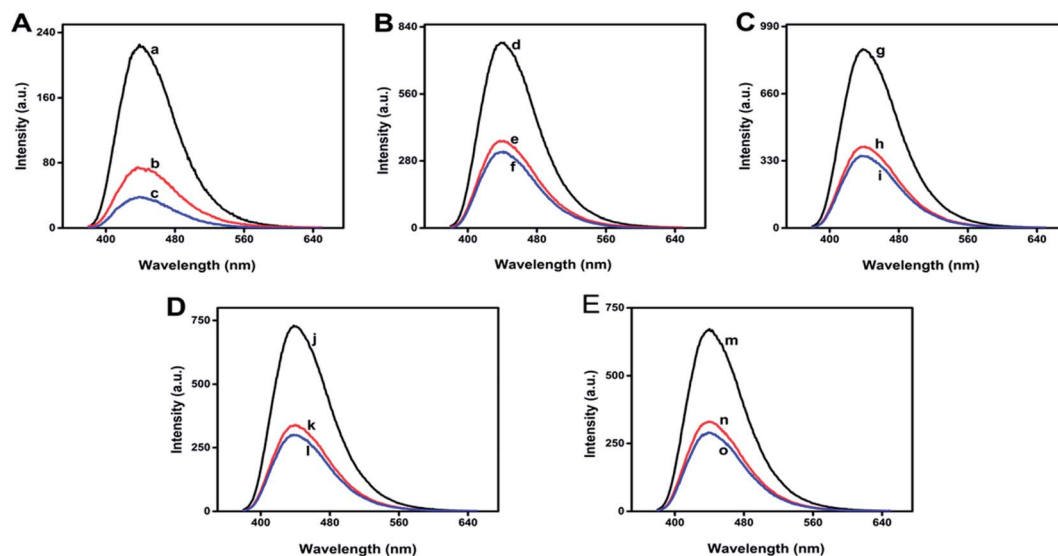 A
Intensity (a.u.)
240
160
80
0
a
b
c
400 480 560 640
Wavelength (nm)
B
Intensity (a.u.)
840
560
280
0
d
e
f
400 480 560 640
Wavelength (nm)
C
Intensity (a.u.)
990
660
330
0
g
h
i
400 480 560 640
Wavelength (nm)
D
Intensity (a.u.)
750
500
250
0
j
k
l
400 480 560 640
Wavelength (nm)
E
Intensity (a.u.)
750
500
250
0
m
n
o
400 480 560 640
Wavelength (nm)